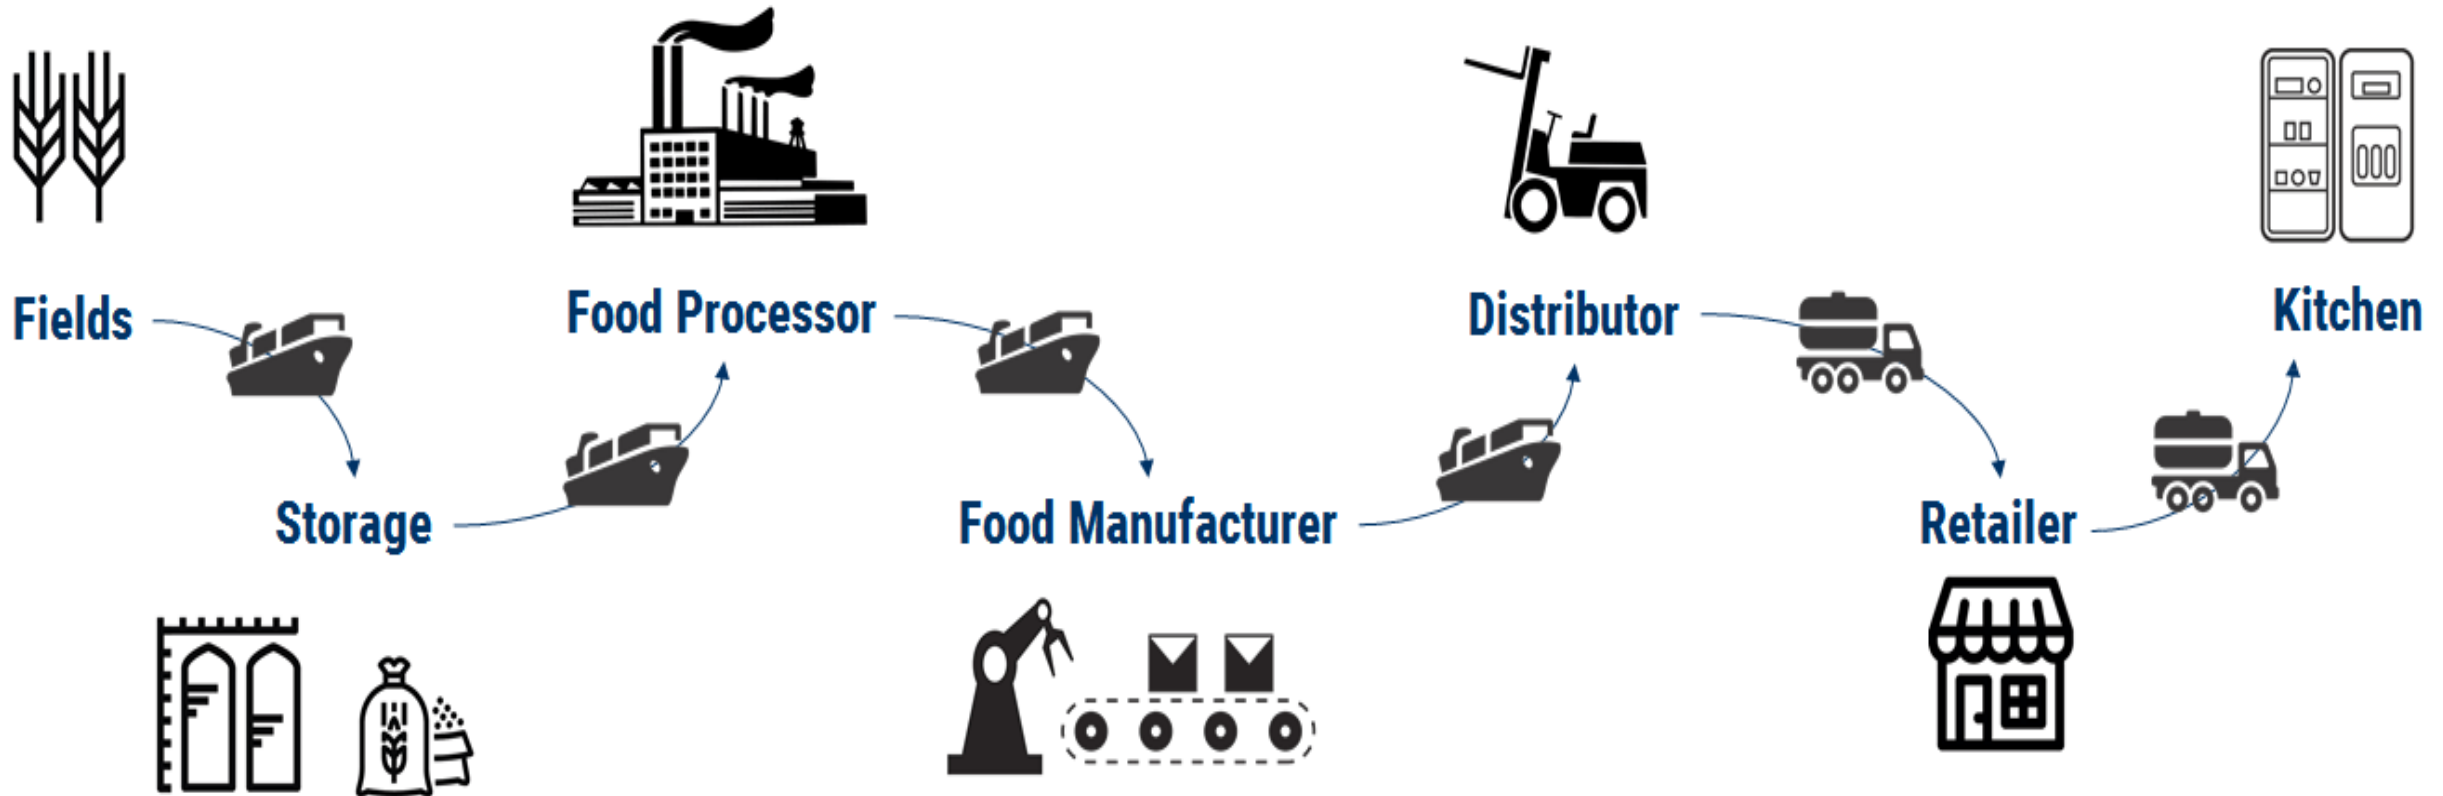 Fields
Storage
Food Processor
Food Manufacturer
Distributor
Retailer
Kitchen